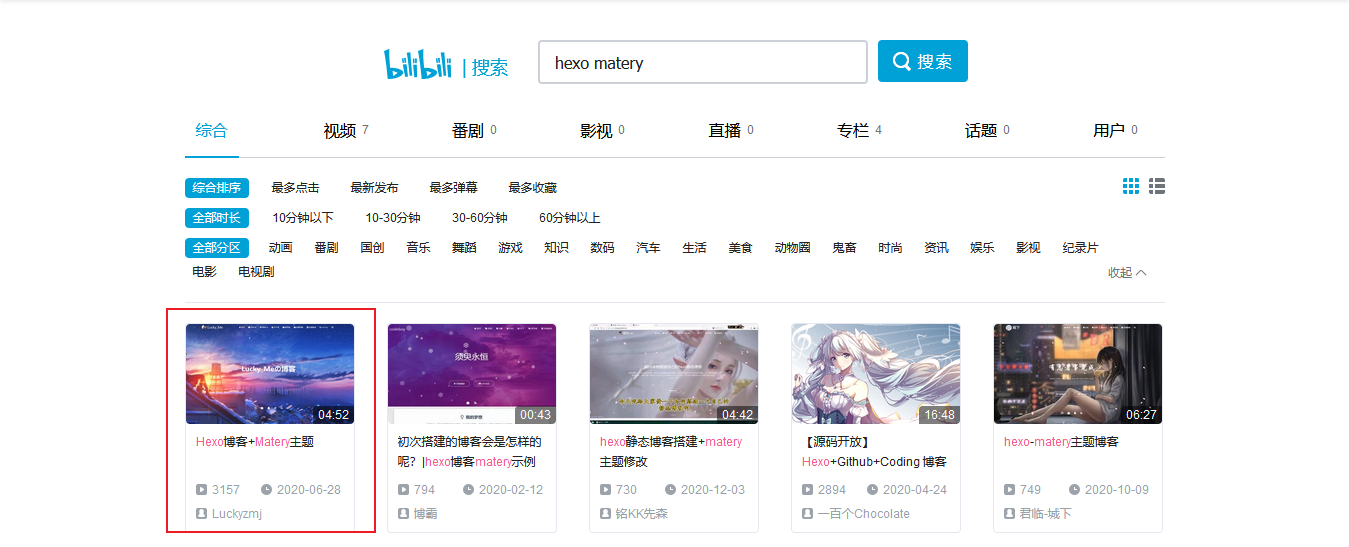 bilibili | 搜索
hexo matery
搜索
综合 视频 7 番剧 0 影视 0 直播 0 专栏 4 话题 0 用户 0
综合排序 最多点击 最新发布 最多弹幕 最多收藏
全部时长 10分钟以下 10-30分钟 30-60分钟 60分钟以上
全部分区 动画 番剧 国创 音乐 舞蹈 游戏 知识 数码 汽车 生活 美食 动物圈 鬼畜 时尚 资讯 娱乐 影视 纪录片
电影 电视剧 收起
Lucky_Meの博客
04:52
Hexo博客+Matery主题
3157 2020-06-28
Luckyzmj
须臾永恒
00:43
初次搭建的博客会是怎样的
呢？|hexo博客matery示例
794 2020-02-12
博霸
04:42
hexo静态博客搭建+matery
主题修改
730 2020-12-03
铭KK先森
16:48
【源码开放】
Hexo+Github+Coding 博客
2894 2020-04-24
一百个Chocolate
06:27
hexo-matery主题博客
749 2020-10-09
君临-城下